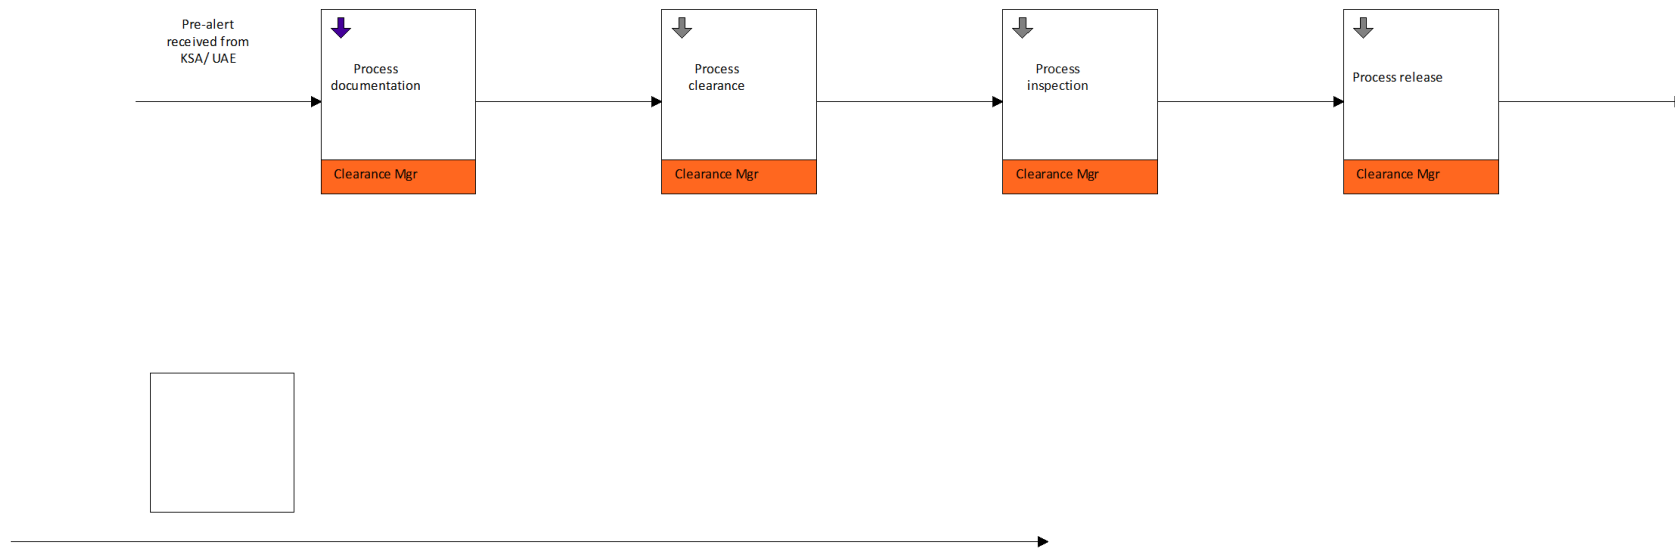 Pre-alert
received from
KSA/ UAE
Process
documentation
Clearance Mgr
Process
clearance
Clearance Mgr
Process
inspection
Clearance Mgr
Process release
Clearance Mgr